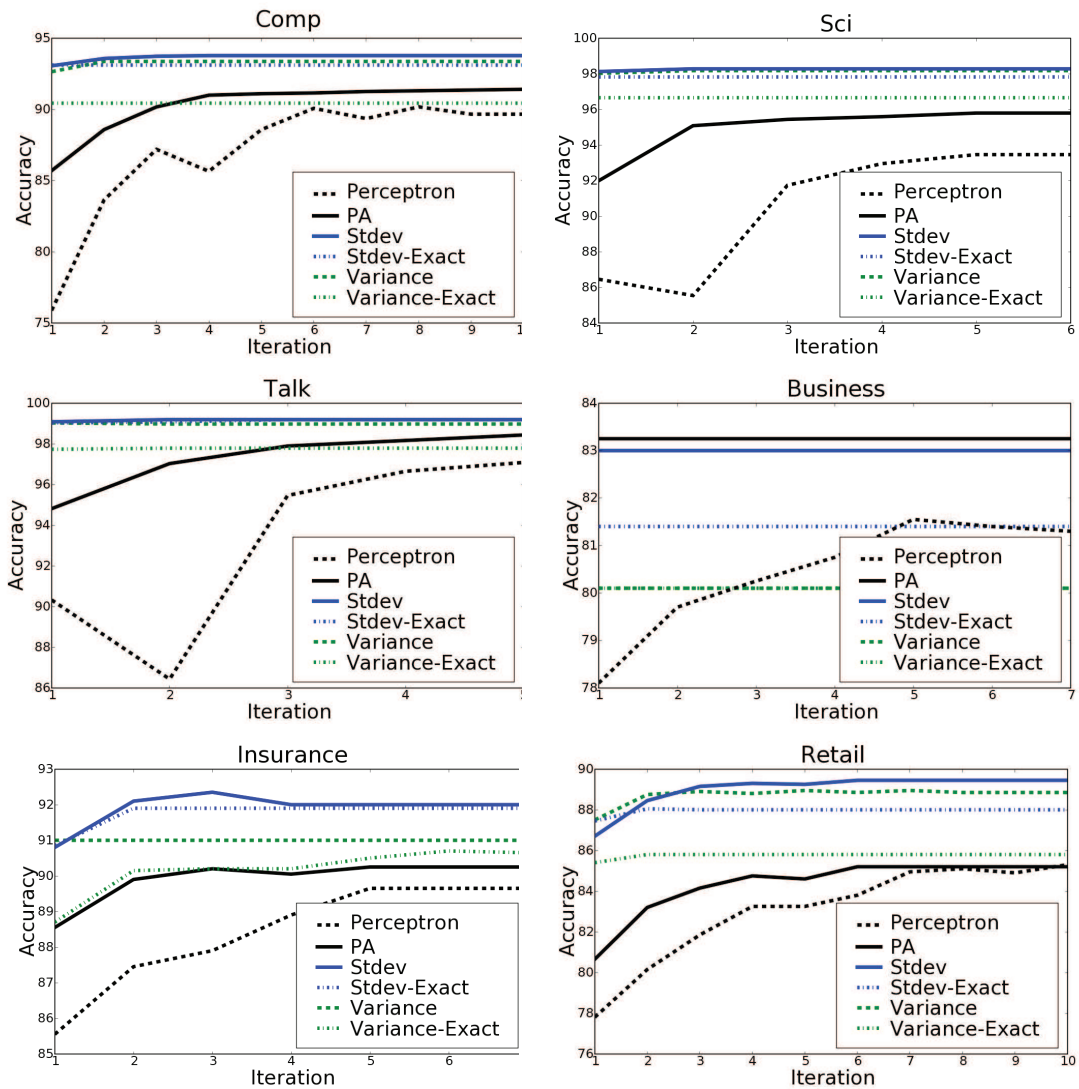 Comp
95
90
85
80
75
Accuracy
Perceptron
PA
Stdev
Stdev-Exact
Variance
Variance-Exact
1 2 3 4 5 6 7 8 9
Iteration
Sci
100
98
96
94
92
90
88
86
84
Accuracy
Perceptron
PA
Stdev
Stdev-Exact
Variance
Variance-Exact
1 2 3 4 5 6
Iteration
Talk
100
98
96
94
92
90
88
86
Accuracy
Perceptron
PA
Stdev
Stdev-Exact
Variance
Variance-Exact
1 2 3 4
Iteration
Business
84
83
82
81
80
79
78
Accuracy
Perceptron
PA
Stdev
Stdev-Exact
Variance
Variance-Exact
1 2 3 4 5 6 7
Iteration
Insurance
93
92
91
90
89
88
87
86
85
Accuracy
Perceptron
PA
Stdev
Stdev-Exact
Variance
Variance-Exact
1 2 3 4 5 6
Iteration
Retail
90
88
86
84
82
80
78
76
Accuracy
Perceptron
PA
Stdev
Stdev-Exact
Variance
Variance-Exact
1 2 3 4 5 6 7 8 9 10
Iteration